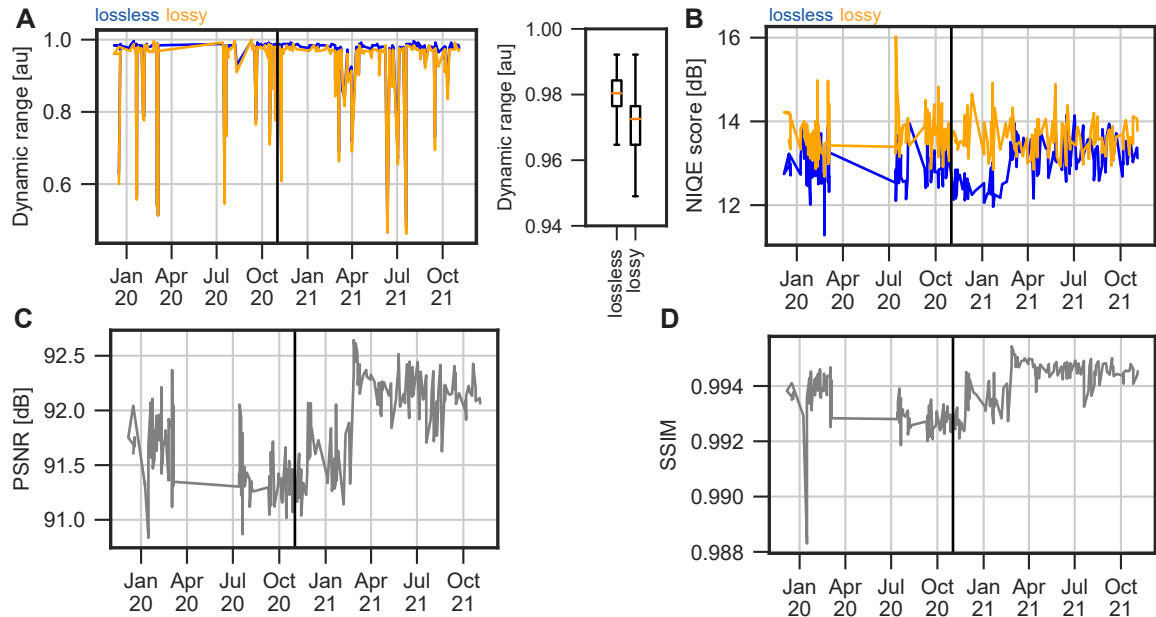 A
lossless lossy
Dynamic range [au]
1.0
0.8
0.6
Jan Apr Jul Oct Jan Apr Jul Oct
20 20 20 20 21 21 21 21
Dynamic range [au]
1.00
0.98
0.96
0.94
lossless
lossy
B
lossless lossy
NIQE score [dB]
16
14
12
Jan Apr Jul Oct Jan Apr Jul Oct
20 20 20 20 21 21 21 21
C
PSNR [dB]
92.5
92.0
91.5
91.0
Jan Apr Jul Oct Jan Apr Jul Oct
20 20 20 20 21 21 21 21
D
SSIM
0.994
0.992
0.990
0.988
Jan Apr Jul Oct Jan Apr Jul Oct
20 20 20 20 21 21 21 21